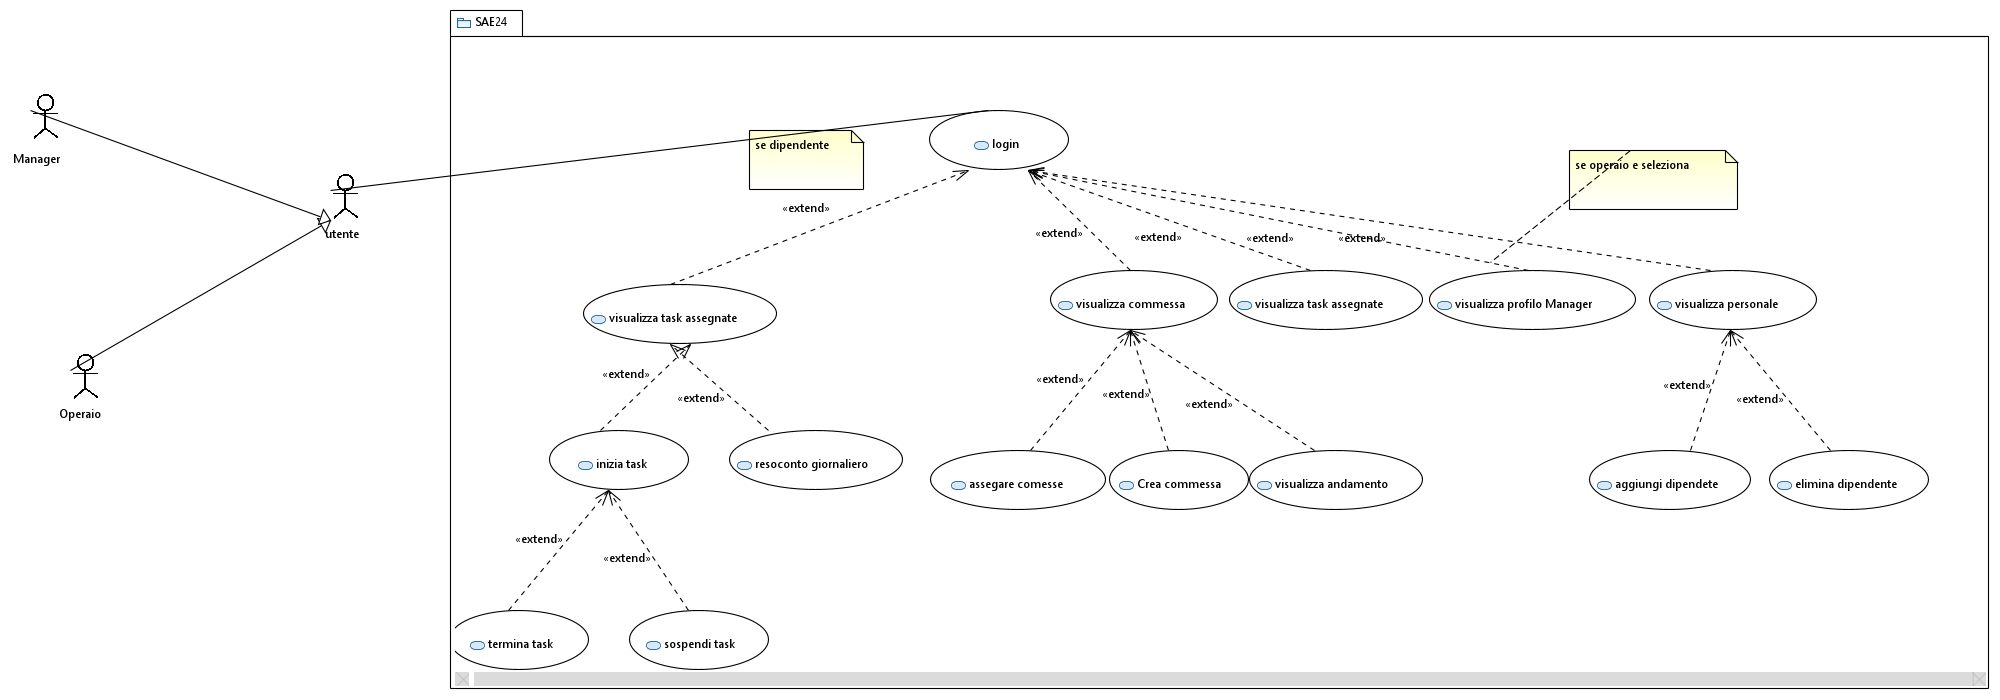 SAE24
Manager
utente
Operaio
se dipendente
login
se operaio e seleziona
«extend»
«extend»
«extend»
«extend»
«extend»
visualizza task assegnate
visualizza commessa
visualizza task assegnate
visualizza profilo Manager
visualizza personale
«extend»
«extend»
«extend»
«extend»
«extend»
«extend»
«extend»
inizia task
resoconto giornaliero
assegare comesse
Crea commessa
visualizza andamento
aggiungi dipendete
elimina dipendente
«extend»
«extend»
termina task
sospendi task